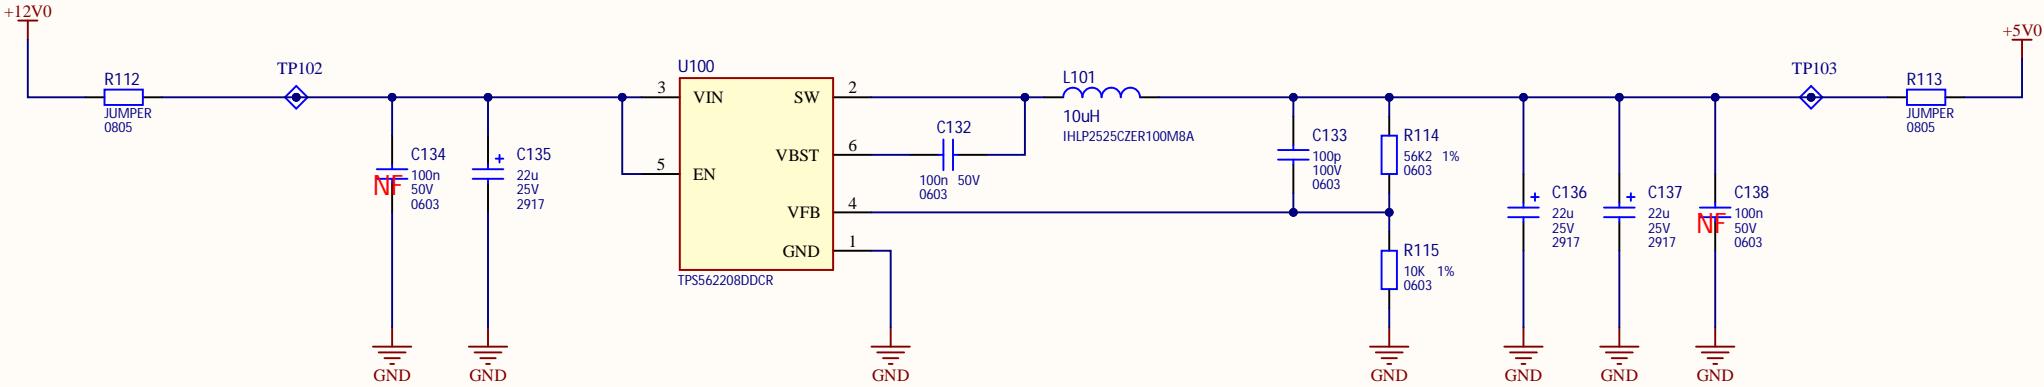 +12V0
R112
JUMPER
0805
TP102
NF
C134
100n
50V
0603
GND
+
C135
22u
25V
2917
GND
U100
3
VIN
5
EN
SW
2
VBST
6
VFB
4
GND
1
TPS562208DDCR
GND
C132
100n 50V
0603
L101
10uH
IHLP2525CZER100M8A
C133
100p
100V
0603
R114
56K2 1%
0603
R115
10K 1%
0603
GND
+
C136
22u
25V
2917
GND
+
C137
22u
25V
2917
GND
NF
C138
100n
50V
0603
GND
TP103
R113
JUMPER
0805
+5V0